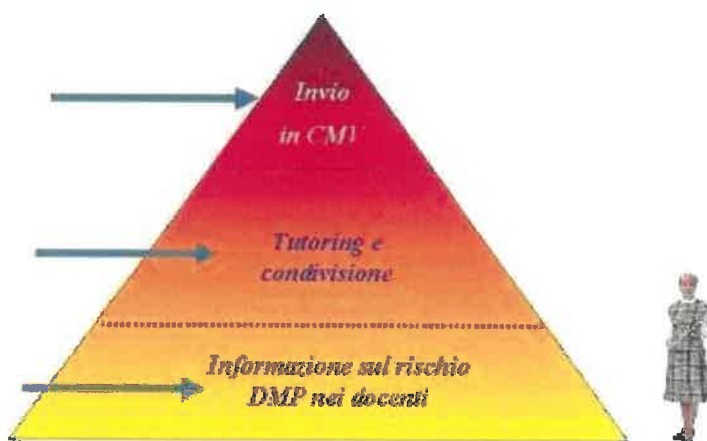 Invio
in CMV
Tutoring e
condivisione
Informazione sul rischio
DMP nei docenti